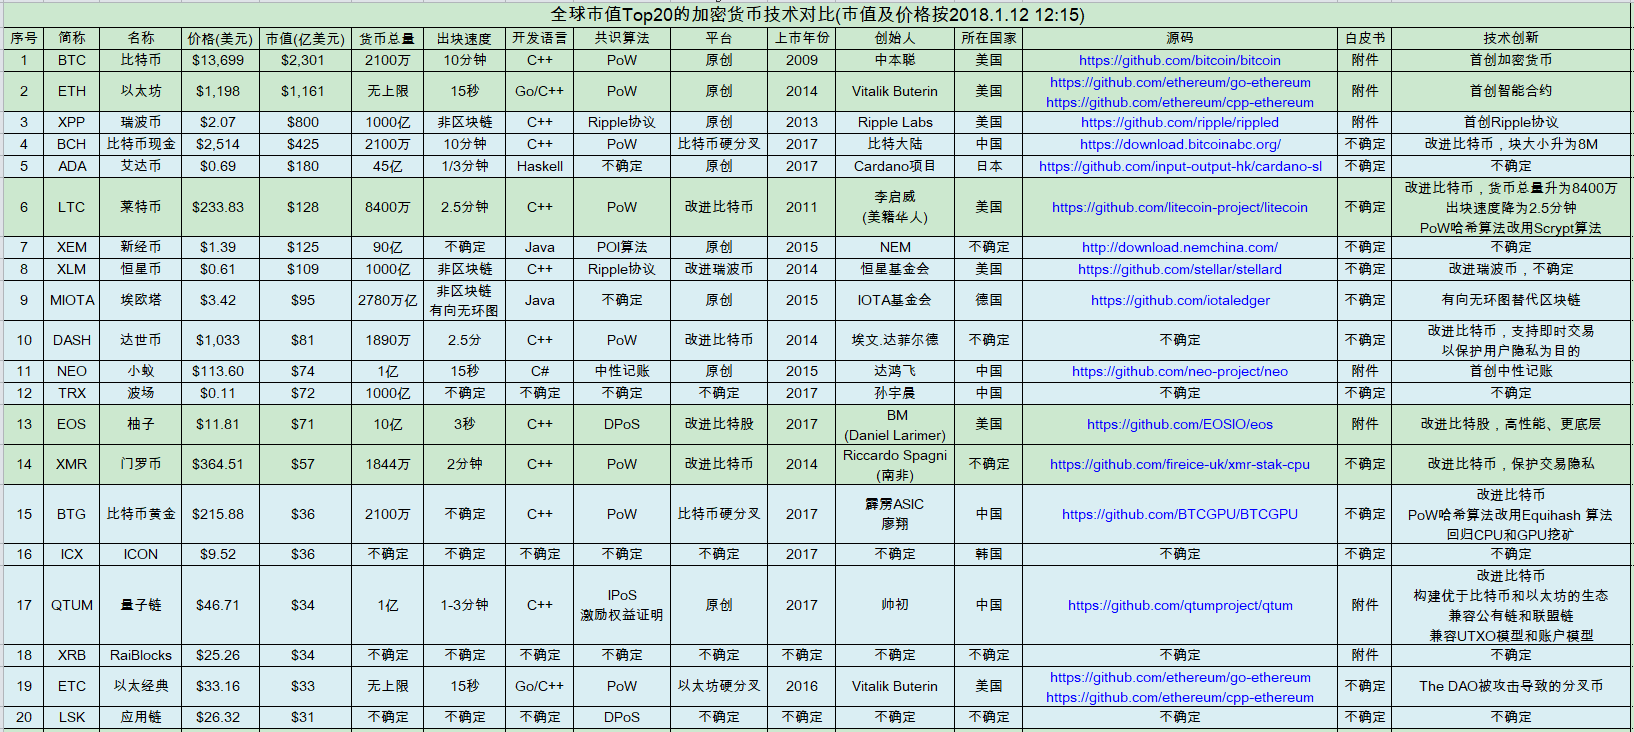 全球市值Top20的加密货币技术对比(市值及价格按2018.1.12 12:15)
序号 简称 名称 价格(美元) 市值(亿美元) 货币总量 出块速度 开发语言 共识算法 平台 上市年份 创始人 所在国家 源码 白皮书 技术创新
1 BTC 比特币 $13,699 $2,301 2100万 10分钟 C++ PoW 原创 2009 中本聪 美国 https://github.com/bitcoin/bitcoin 附件 首创加密货币
2 ETH 以太坊 $1,198 $1,161 无上限 15秒 Go/C++ PoW 原创 2014 Vitalik Buterin 美国 https://github.com/ethereum/go-ethereum
https://github.com/ethereum/cpp-ethereum 附件 首创智能合约
3 XPP 瑞波币 $2.07 $800 1000亿 非区块链 C++ Ripple协议 原创 2013 Ripple Labs 美国 https://github.com/ripple/rippled 附件 首创Ripple协议
4 BCH 比特币现金 $2,514 $425 2100万 10分钟 C++ PoW 比特币硬分叉 2017 比特大陆 中国 https://download.bitcoinabc.org/ 不确定 改进比特币，块大小升为8M
5 ADA 艾达币 $0.69 $180 45亿 1/3分钟 Haskell 不确定 原创 2017 Cardano项目 日本 https://github.com/input-output-hk/cardano-sl 不确定 不确定
6 LTC 莱特币 $233.83 $128 8400万 2.5分钟 C++ PoW 改进比特币 2011 李启威
(美籍华人) 美国 https://github.com/litecoin-project/litecoin 不确定 改进比特币，货币总量升为8400万
出块速度降为2.5分钟
PoW哈希算法改用Scrypt算法
7 XEM 新经币 $1.39 $125 90亿 不确定 Java POI算法 原创 2015 NEM 不确定 http://download.nemchina.com/ 不确定 不确定
8 XLM 恒星币 $0.61 $109 1000亿 非区块链 C++ Ripple协议 改进瑞波币 2014 恒星基金会 美国 https://github.com/stellar/stellard 不确定 改进瑞波币，不确定
9 MIOTA 埃欧塔 $3.42 $95 2780万亿 非区块链
有向无环图 Java 不确定 原创 2015 IOTA基金会 德国 https://github.com/iotaledger 不确定 有向无环图替代区块链
10 DASH 达世币 $1,033 $81 1890万 2.5分 C++ PoW 改进比特币 2014 埃文.达菲尔德 不确定 不确定 不确定 改进比特币，支持即时交易
以保护用户隐私为目的
11 NEO 小蚁 $113.60 $74 1亿 15秒 C# 中性记账 原创 2015 达鸿飞 中国 https://github.com/neo-project/neo 附件 首创中性记账
12 TRX 波场 $0.11 $72 1000亿 不确定 不确定 不确定 不确定 2017 孙宇晨 中国 不确定 不确定 不确定
13 EOS 柚子 $11.81 $71 10亿 3秒 C++ DPoS 改进比特股 2017 BM
(Daniel Larimer) 美国 https://github.com/EOSIO/eos 附件 改进比特股，高性能、更底层
14 XMR 门罗币 $364.51 $57 1844万 2分钟 C++ PoW 改进比特币 2014 Riccardo Spagni
(南非) 不确定 https://github.com/fireice-uk/xmr-stak-cpu 不确定 改进比特币，保护交易隐私
15 BTG 比特币黄金 $215.88 $36 2100万 不确定 C++ PoW 比特币硬分叉 2017 霹雳ASIC
廖翔 中国 https://github.com/BTCGPU/BTCGPU 不确定 改进比特币
PoW哈希算法改用Equihash 算法
回归CPU和GPU挖矿
16 ICX ICON $9.52 $36 不确定 不确定 不确定 不确定 不确定 2017 不确定 韩国 不确定 不确定 不确定
17 QTUM 量子链 $46.71 $34 1亿 1-3分钟 C++ IPoS
激励权益证明 原创 2017 帅初 中国 https://github.com/qtumproject/qtum 附件 改进比特币
构建优于比特币和以太坊的生态
兼容公有链和联盟链
兼容UTXO模型和账户模型
18 XRB RaiBlocks $25.26 $34 不确定 不确定 不确定 不确定 不确定 不确定 不确定 不确定 不确定 附件 不确定
19 ETC 以太经典 $33.16 $33 无上限 15秒 Go/C++ PoW 以太坊硬分叉 2016 Vitalik Buterin 美国 https://github.com/ethereum/go-ethereum
https://github.com/ethereum/cpp-ethereum 不确定 The DAO被攻击导致的分叉币
20 LSK 应用链 $26.32 $31 不确定 不确定 不确定 DPoS 不确定 不确定 不确定 不确定 不确定 不确定 不确定